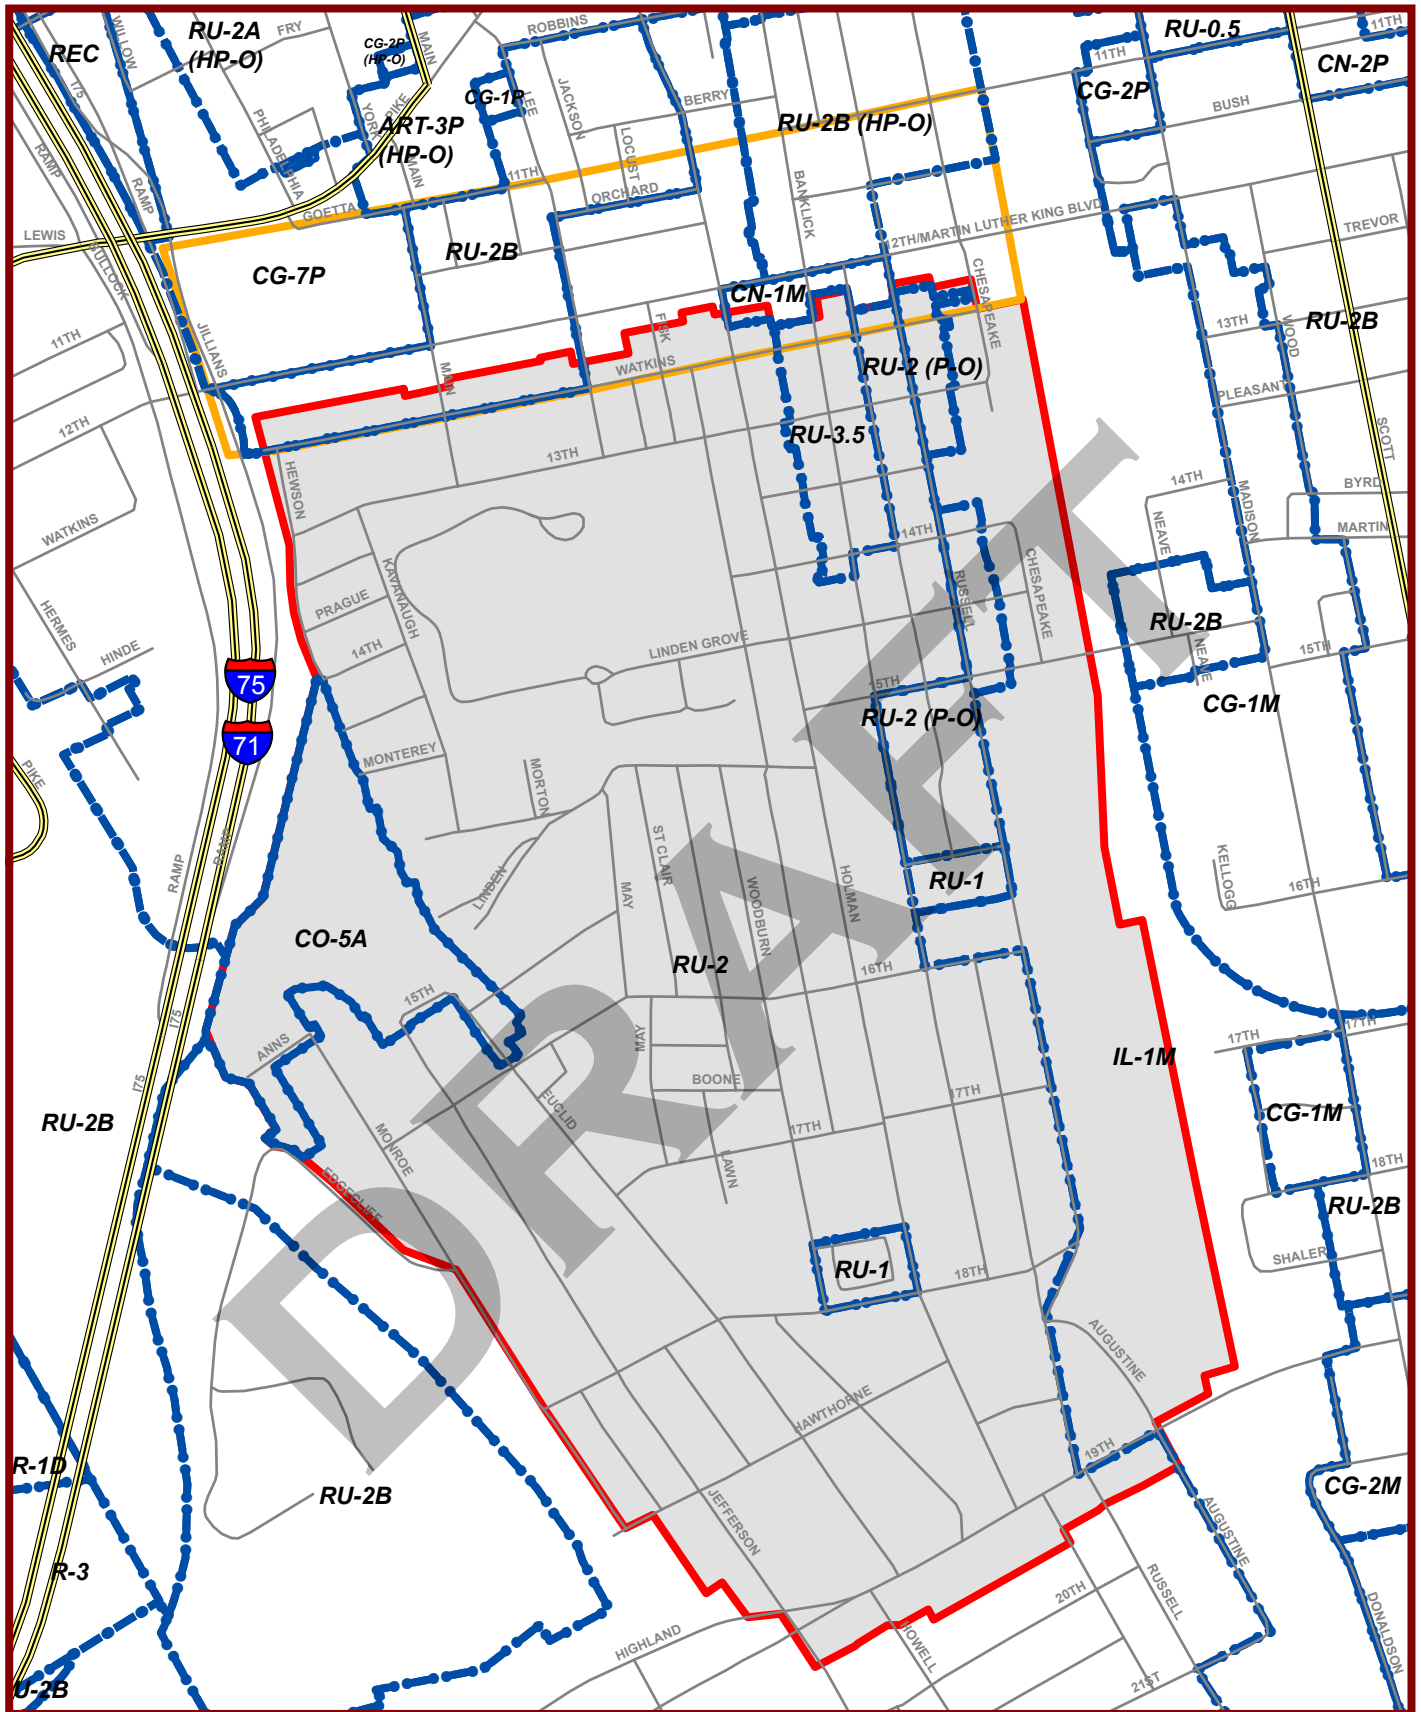 REC
WILLOW
RU-2A
(HP-O)
FRY
CG-2P
(HP-O)
MAIN
ROBBINS
RU-0.5
11TH
CN-2P
11TH
I75
RAMP
RAMP
PHILADELPHIA
YORK
PIKE
CG-1P
LEE
JACKSON
BERRY
CG-2P
BUSH
ART-3P
(HP-O)
MAIN
LOCUST
RU-2B (HP-O)
11TH
ORCHARD
BANKLICK
GOETTA
LEWIS
BULLOCK
CG-7P
RU-2B
12TH/MARTIN LUTHER KING BLVD
TREVOR
CHESAPEAKE
CN-1M
FISK
13TH
WOOD
RU-2B
11TH
JILLIANS
MAIN
WATKINS
RU-2 (P-O)
PLEASANT
12TH
RU-3.5
SCOTT
13TH
HEWSON
14TH
BYRD
MADISON
WATKINS
NEAVE
MARTIN
14TH
KAVANAUGH
CHESAPEAKE
RUSSELL
PRAGUE
HERMES
HINDE
14TH
LINDEN GROVE
RU-2B
NEAVE
15TH
75
15TH
CG-1M
RU-2 (P-O)
71
MONTEREY
PIKE
MORTON
RAMP
RAMP
ST CLAIR
MAY
LINDEN
WOODBURN
HOLMAN
RU-1
KELLOGG
16TH
CO-5A
RU-2
16TH
15TH
I75
ANNS
MAY
17TH
17TH
IL-1M
I75
BOONE
17TH
EUCLID
RU-2B
MONROE
17TH
CG-1M
LAWN
18TH
EDGECLIFF
RU-2B
SHALER
RU-1
18TH
AUGUSTINE
HAWTHORNE
19TH
R-1D
RU-2B
CG-2M
JEFFERSON
AUGUSTINE
R-3
RUSSELL
20TH
DONALDSON
HIGHLAND
HOWELL
21ST
U-2B
DRAFT